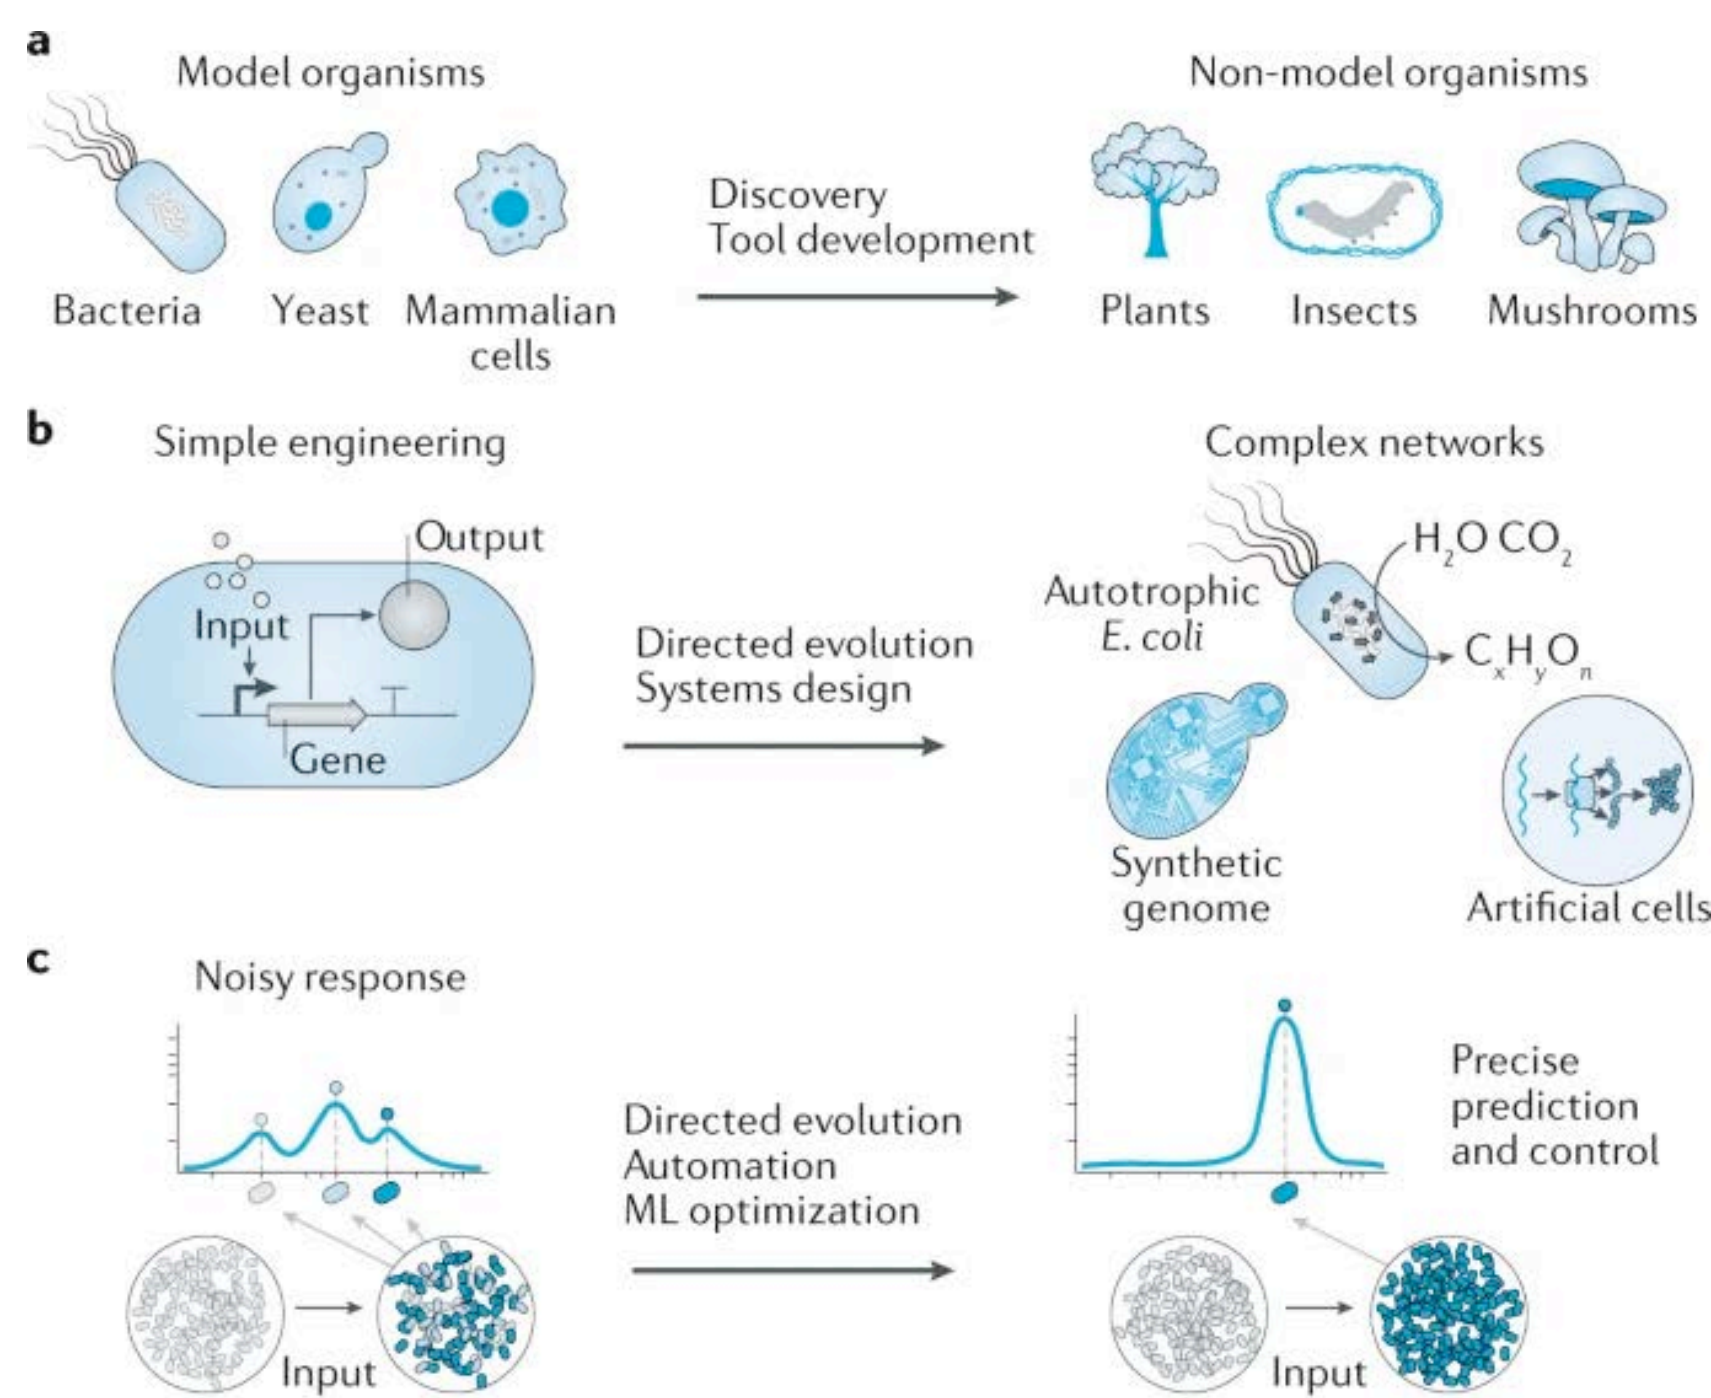 a
Model organisms
Non-model organisms
Discovery
Tool development
Bacteria
Yeast
Mammalian
cells
Plants
Insects
Mushrooms
b
Simple engineering
Complex networks
Output
Input
Gene
Directed evolution
Systems design
H₂O CO₂
Autotrophic
E. coli
CₓHᵧOₙ
Synthetic
genome
Artificial cells
c
Noisy response
Directed evolution
Automation
ML optimization
Precise
prediction
and control
Input
Input